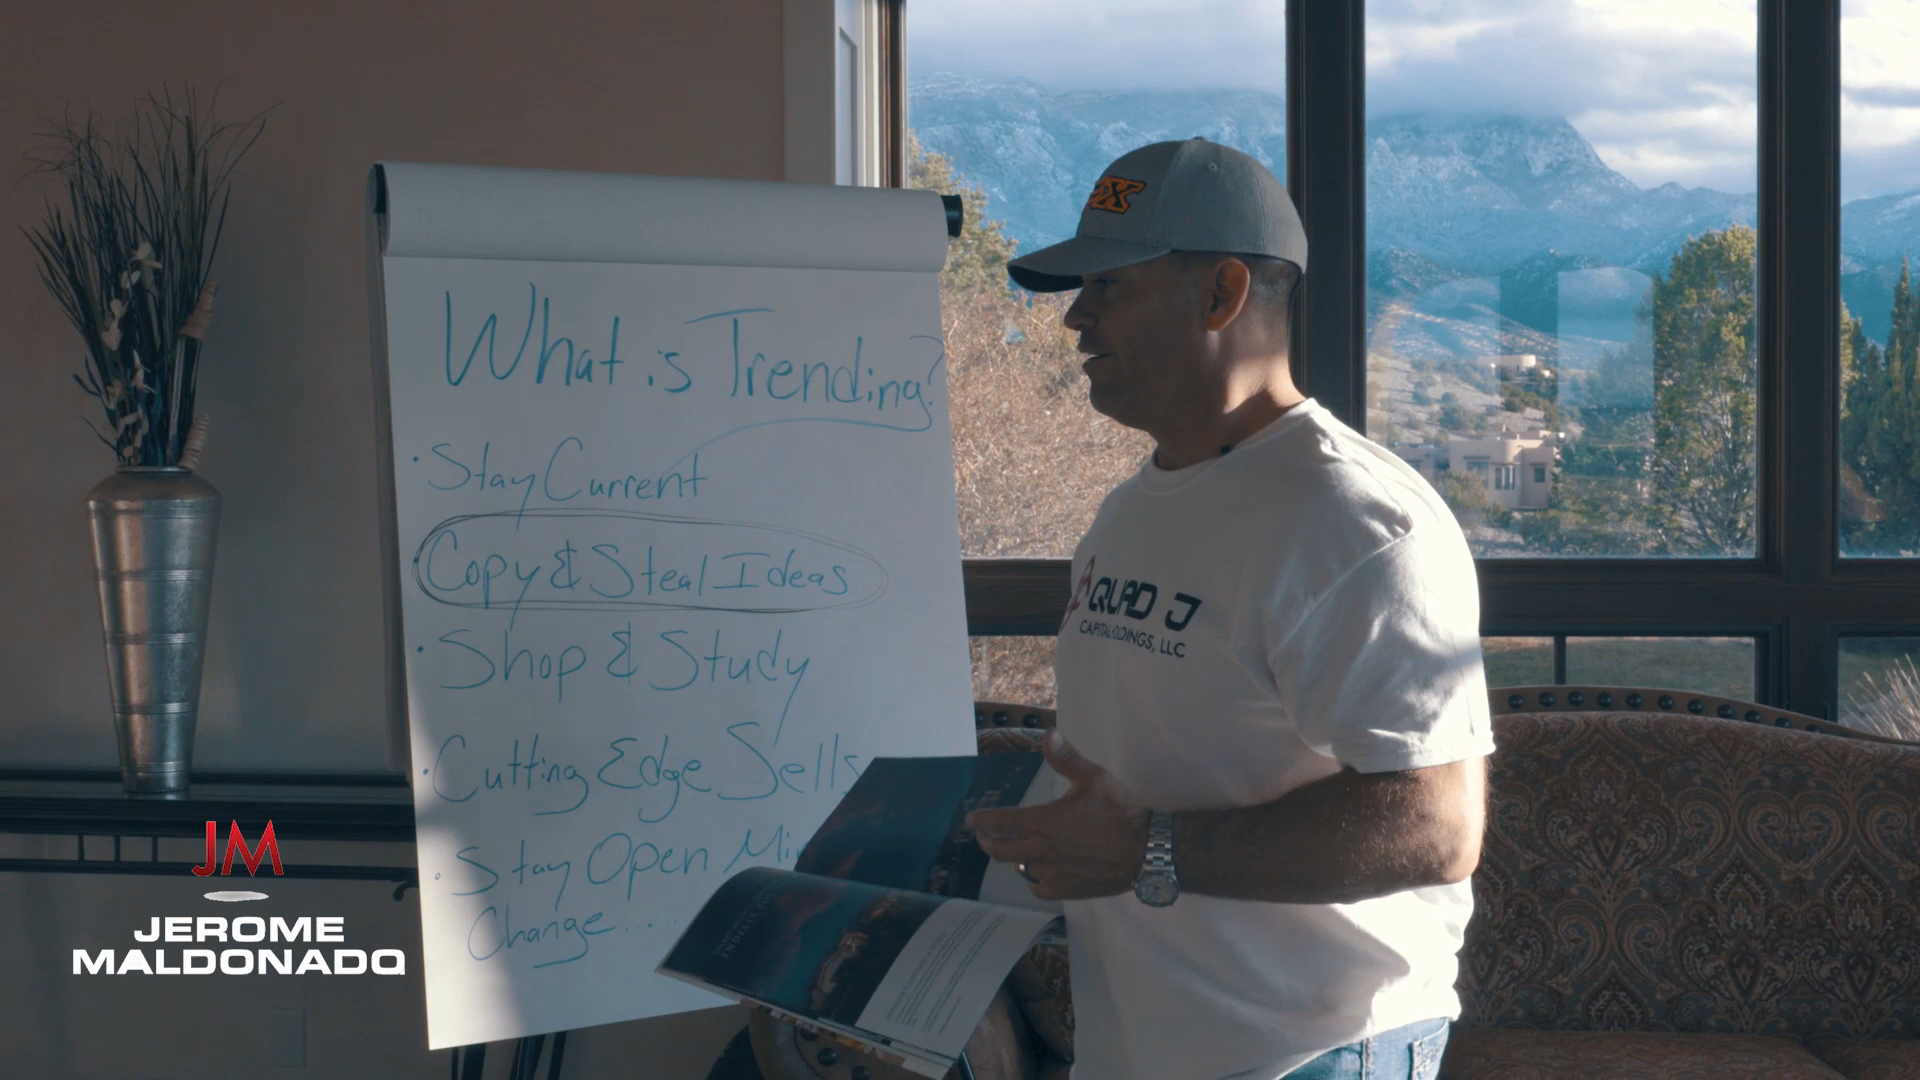 What is Trending?
• Stay Current
Copy & Steal Ideas
• Shop & Study
• Cutting Edge Sells
• Stay Open
Change....
QUAD J
CAPITAL HOLDINGS, LLC
JM
JEROME
MALDONADO